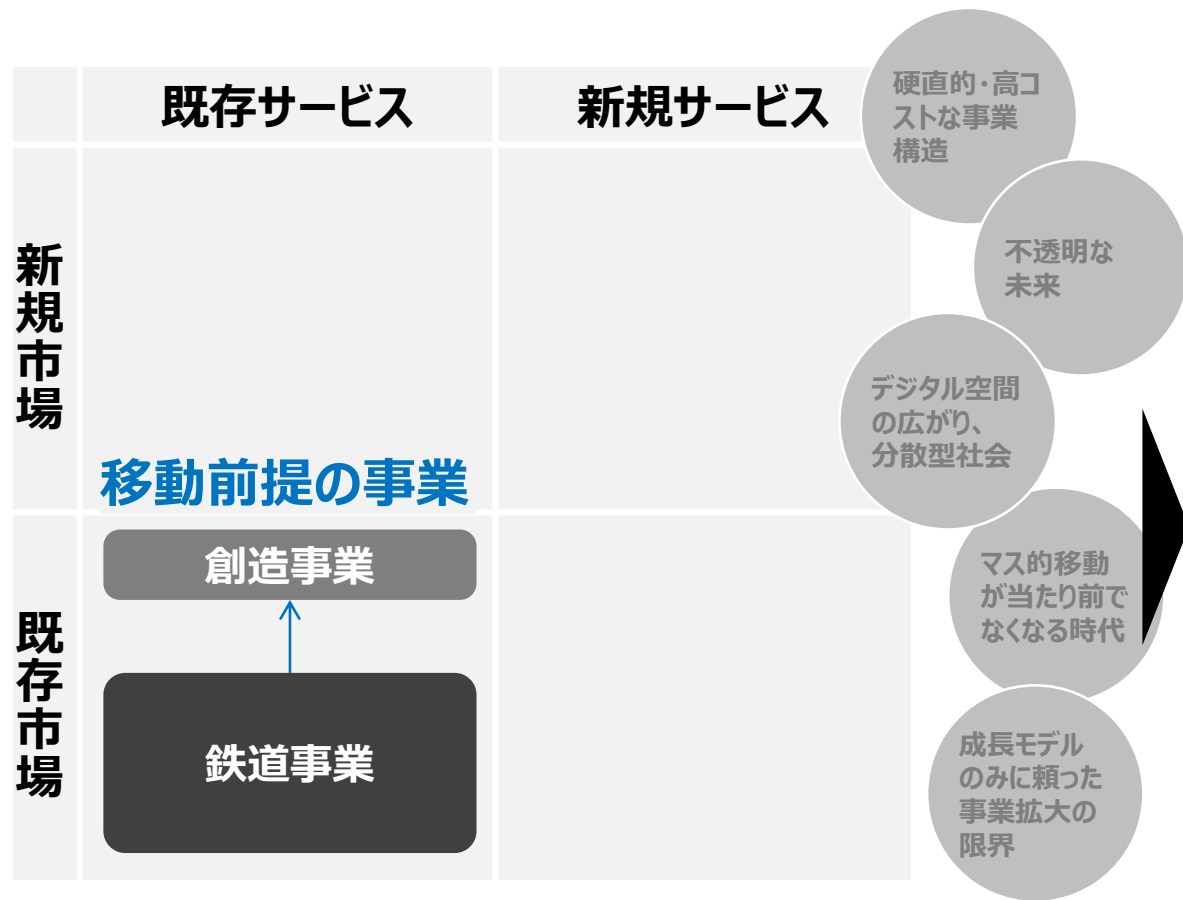 既存サービス
新規サービス
新規市場
移動前提の事業
既存市場
創造事業
鉄道事業
硬直的・高コ
ストな事業
構造
不透明な
未来
デジタル空間
の広がり、
分散型社会
マス的移動
が当たり前で
なくなる時代
成長モデル
のみに頼った
事業拡大の
限界